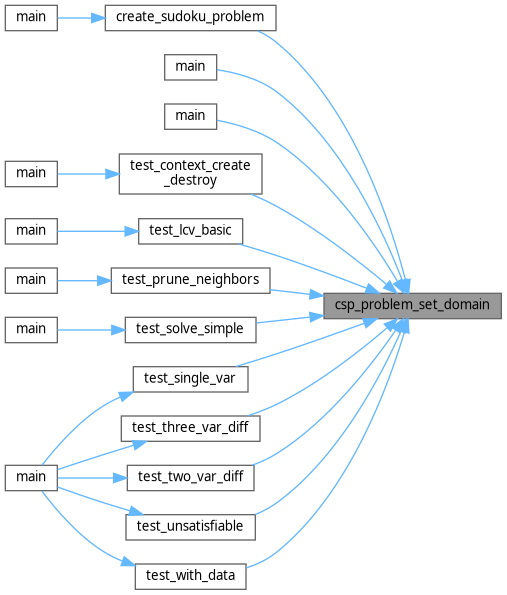 main
create_sudoku_problem
main
main
main
test_context_create
_destroy
main
test_lcv_basic
main
test_prune_neighbors
csp_problem_set_domain
main
test_solve_simple
test_single_var
test_three_var_diff
main
test_two_var_diff
test_unsatisfiable
test_with_data